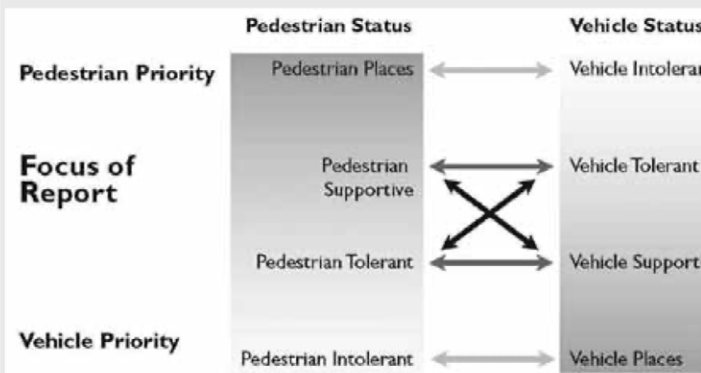 Pedestrian Status Vehicle Status
Pedestrian Priority Pedestrian Places Vehicle Intoleran
Focus of Pedestrian Vehicle Tolerant
Report Supportive
Pedestrian Tolerant Vehicle Support
Vehicle Priority
Pedestrian Intolerant Vehicle Places